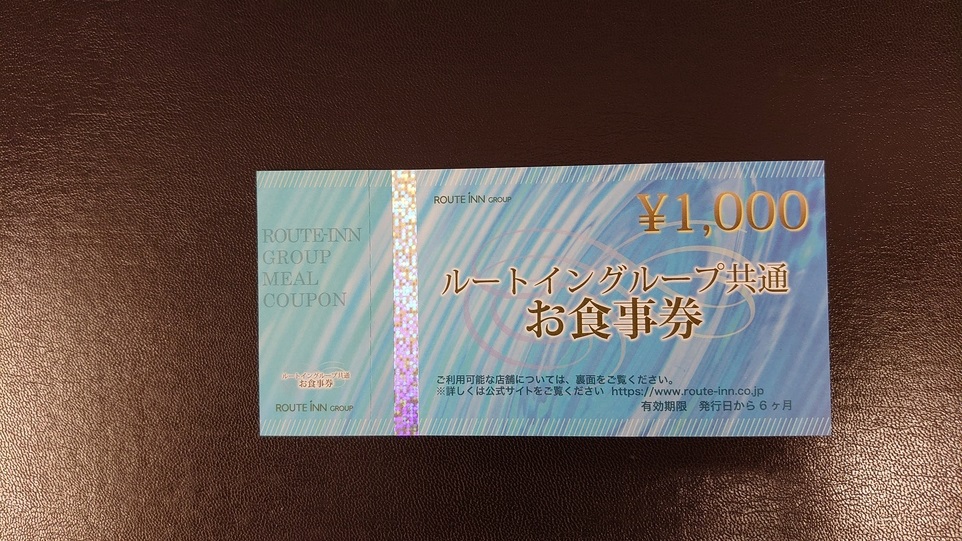 ROUTE-INN
GROUP
MEAL
COUPON
ルートイングループ共通
お食事券
ROUTE INN GROUP
ROUTE INN GROUP
¥1,000
ルートイングループ共通
お食事券
ご利用可能な店舗については、裏面をご覧ください。
※詳しくは公式サイトをご覧ください https://www.route-inn.co.jp
有効期限 発行日から6ヶ月